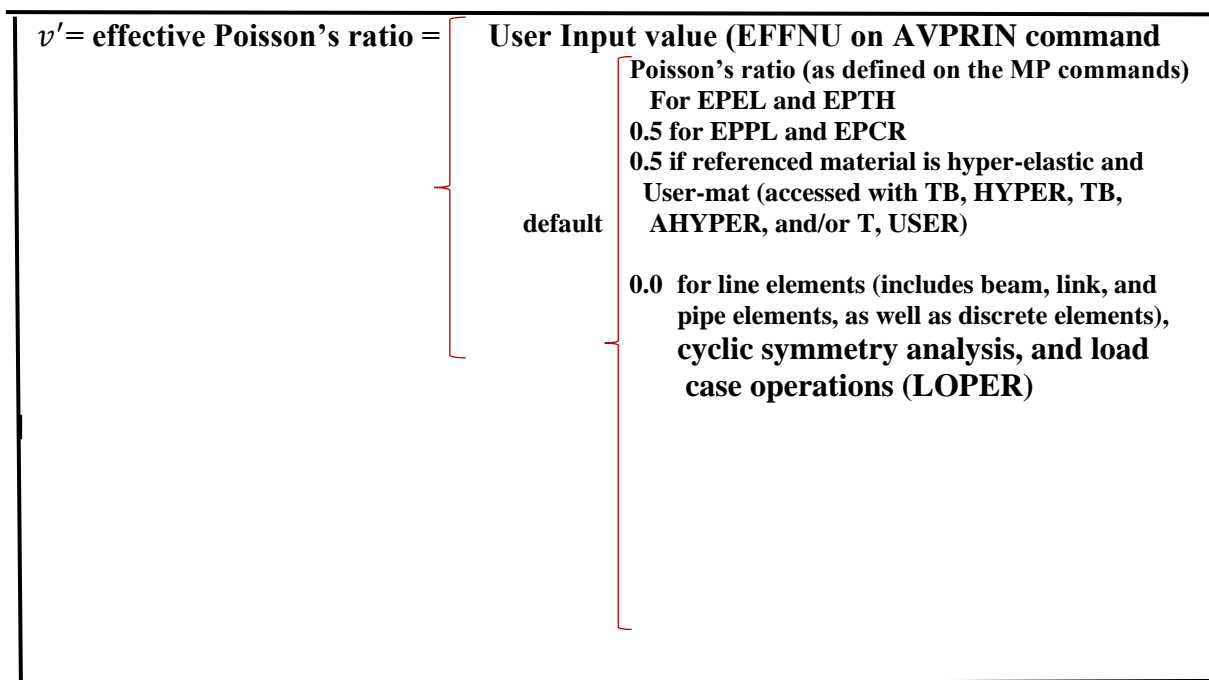 𝑣′= effective Poisson’s ratio = User Input value (EFFNU on AVPRIN command
Poisson’s ratio (as defined on the MP commands)
For EPEL and EPTH
0.5 for EPPL and EPCR
0.5 if referenced material is hyper-elastic and
User-mat (accessed with TB, HYPER, TB,
default AHYPER, and/or T, USER)
0.0 for line elements (includes beam, link, and
pipe elements, as well as discrete elements),
cyclic symmetry analysis, and load
case operations (LOPER)